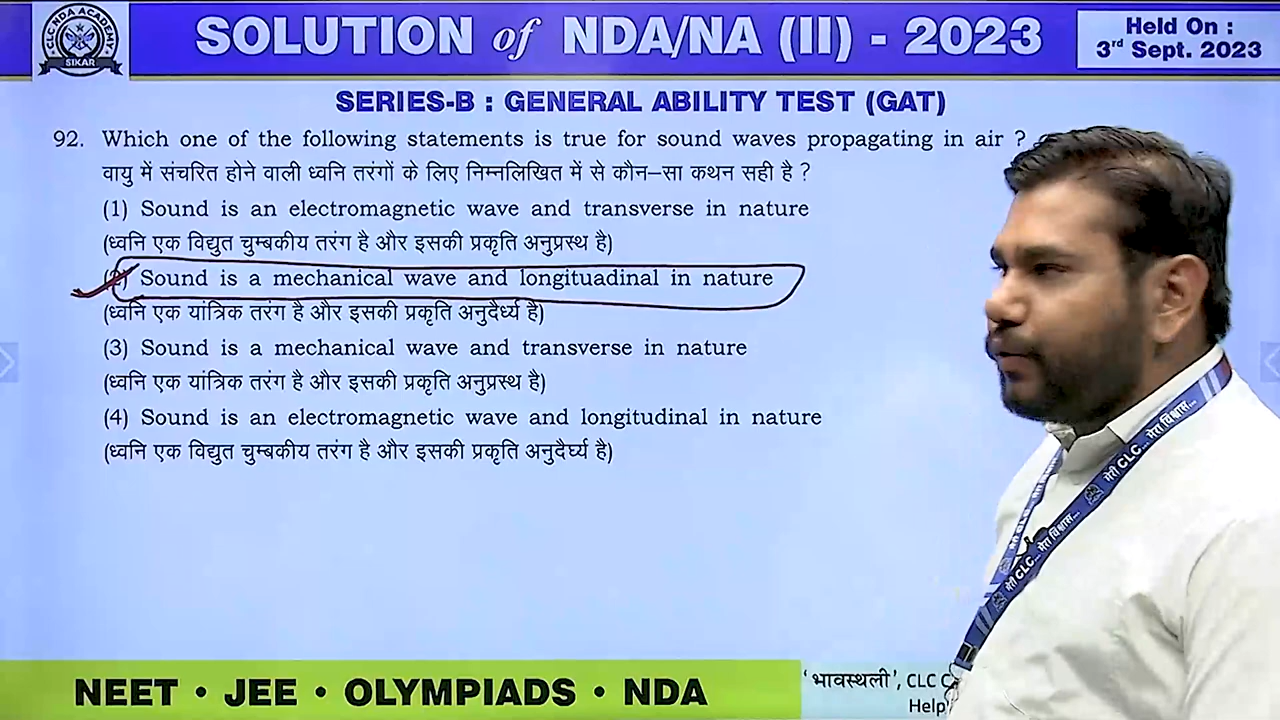 CLC NDA ACADEMY
SIKAR
SOLUTION of NDA/NA (II) - 2023
Held On :
3rd Sept. 2023
SERIES-B : GENERAL ABILITY TEST (GAT)
92. Which one of the following statements is true for sound waves propagating in air ?
वायु में संचरित होने वाली ध्वनि तरंगों के लिए निम्नलिखित में से कौन–सा कथन सही है ?
(1) Sound is an electromagnetic wave and transverse in nature
(ध्वनि एक विद्युत चुम्बकीय तरंग है और इसकी प्रकृति अनुप्रस्थ है)
(2) Sound is a mechanical wave and longituadinal in nature
(ध्वनि एक यांत्रिक तरंग है और इसकी प्रकृति अनुदैर्ध्य है)
(3) Sound is a mechanical wave and transverse in nature
(ध्वनि एक यांत्रिक तरंग है और इसकी प्रकृति अनुप्रस्थ है)
(4) Sound is an electromagnetic wave and longitudinal in nature
(ध्वनि एक विद्युत चुम्बकीय तरंग है और इसकी प्रकृति अनुदैर्घ्य है)
मेरी CLC... मेरा विश्वास...
मेरी CLC... मेरा विश्वास...
NEET • JEE • OLYMPIADS • NDA
'भावस्थली', CLC
Help